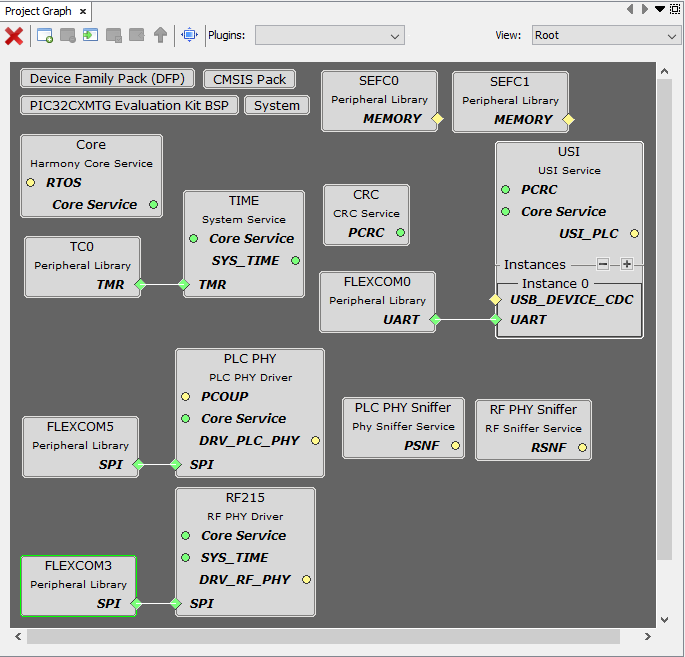 Project Graph ×
Plugins:
View: Root
Device Family Pack (DFP)
CMSIS Pack
PIC32CXMTG Evaluation Kit BSP
System
SEFC0
Peripheral Library
MEMORY
SEFC1
Peripheral Library
MEMORY
Core
Harmony Core Service
RTOS
Core Service
TIME
System Service
Core Service
SYS_TIME
TMR
CRC
CRC Service
PCRC
USI
USI Service
PCRC
Core Service
USI_PLC
Instances
Instance 0
USB_DEVICE_CDC
UART
TC0
Peripheral Library
TMR
FLEXCOM0
Peripheral Library
UART
PLC PHY
PLC PHY Driver
PCOUP
Core Service
DRV_PLC_PHY
SPI
FLEXCOM5
Peripheral Library
SPI
PLC PHY Sniffer
Phy Sniffer Service
PSNF
RF PHY Sniffer
RF Sniffer Service
RSNF
RF215
RF PHY Driver
Core Service
SYS_TIME
DRV_RF_PHY
SPI
FLEXCOM3
Peripheral Library
SPI